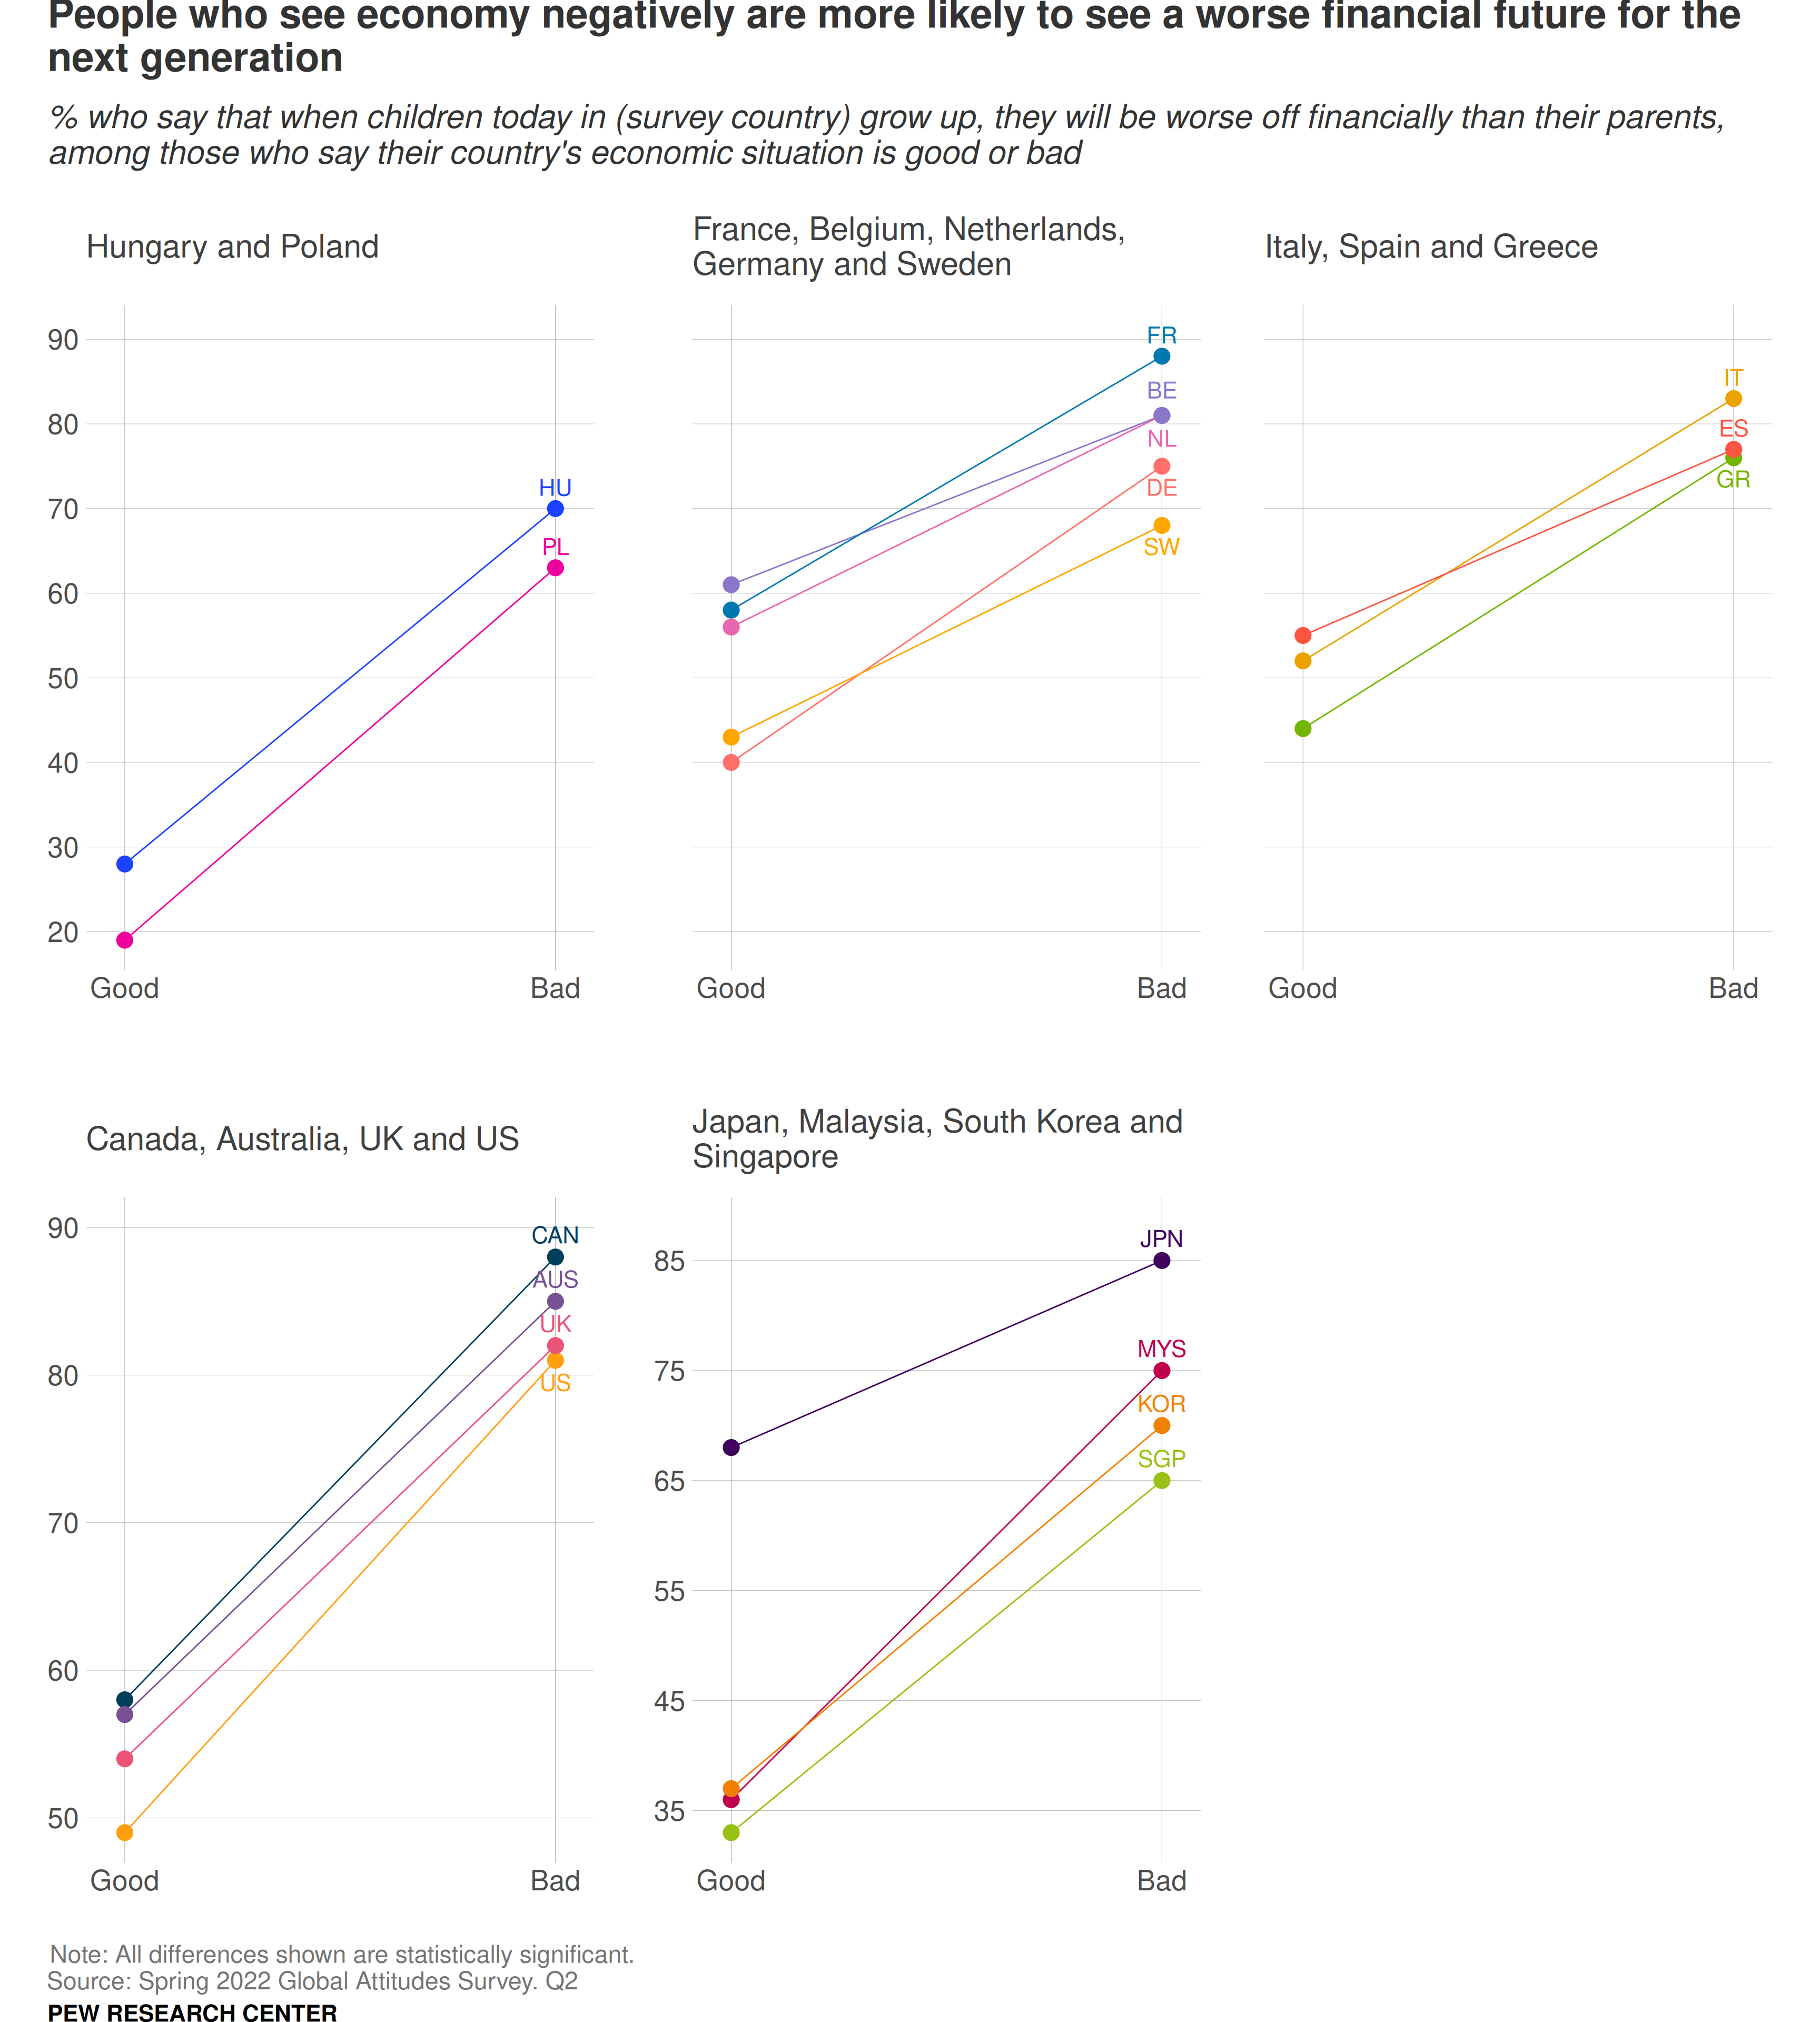 People who see economy negatively are more likely to see a worse financial future for the
next generation
% who say that when children today in (survey country) grow up, they will be worse off financially than their parents,
among those who say their country's economic situation is good or bad
Hungary and Poland
90
80
70
60
50
40
30
20
HU
PL
Good
Bad
France, Belgium, Netherlands,
Germany and Sweden
FR
BE
NL
DE
SW
Good
Bad
Italy, Spain and Greece
IT
ES
GR
Good
Bad
Canada, Australia, UK and US
90
80
70
60
50
CAN
AUS
UK
US
Good
Bad
Japan, Malaysia, South Korea and
Singapore
85
75
65
55
45
35
JPN
MYS
KOR
SGP
Good
Bad
Note: All differences shown are statistically significant.
Source: Spring 2022 Global Attitudes Survey. Q2
PEW RESEARCH CENTER